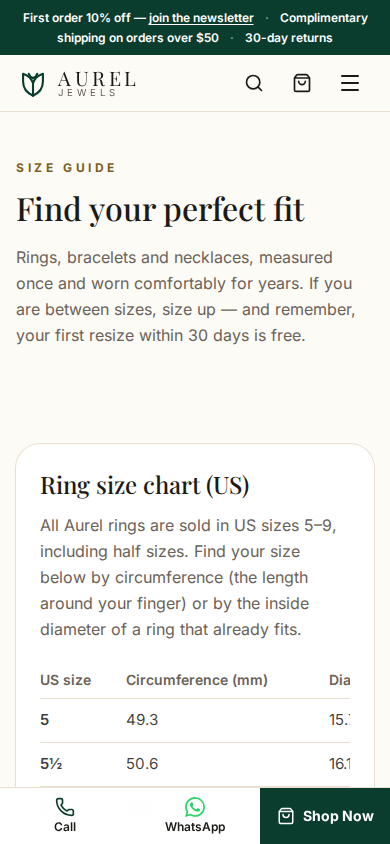 First order 10% off — join the newsletter · Complimentary
shipping on orders over $50 · 30-day returns
AUREL
JEWELS
SIZE GUIDE
Find your perfect fit
Rings, bracelets and necklaces, measured
once and worn comfortably for years. If you
are between sizes, size up — and remember,
your first resize within 30 days is free.
Ring size chart (US)
All Aurel rings are sold in US sizes 5–9,
including half sizes. Find your size
below by circumference (the length
around your finger) or by the inside
diameter of a ring that already fits.
US size Circumference (mm)
5 49.3
5½ 50.6
Call WhatsApp Shop Now